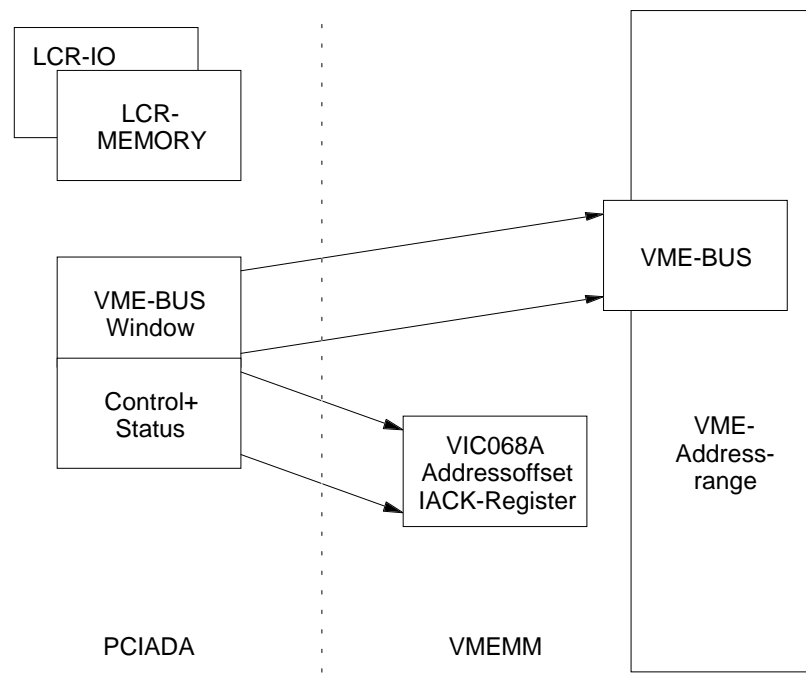 LCR-IO
LCR-
MEMORY
VME-BUS
VME-BUS
Window
Control+
Status
VIC068A
Addressoffset
IACK-Register
VME-
Address-
range
PCIADA
VMEMM